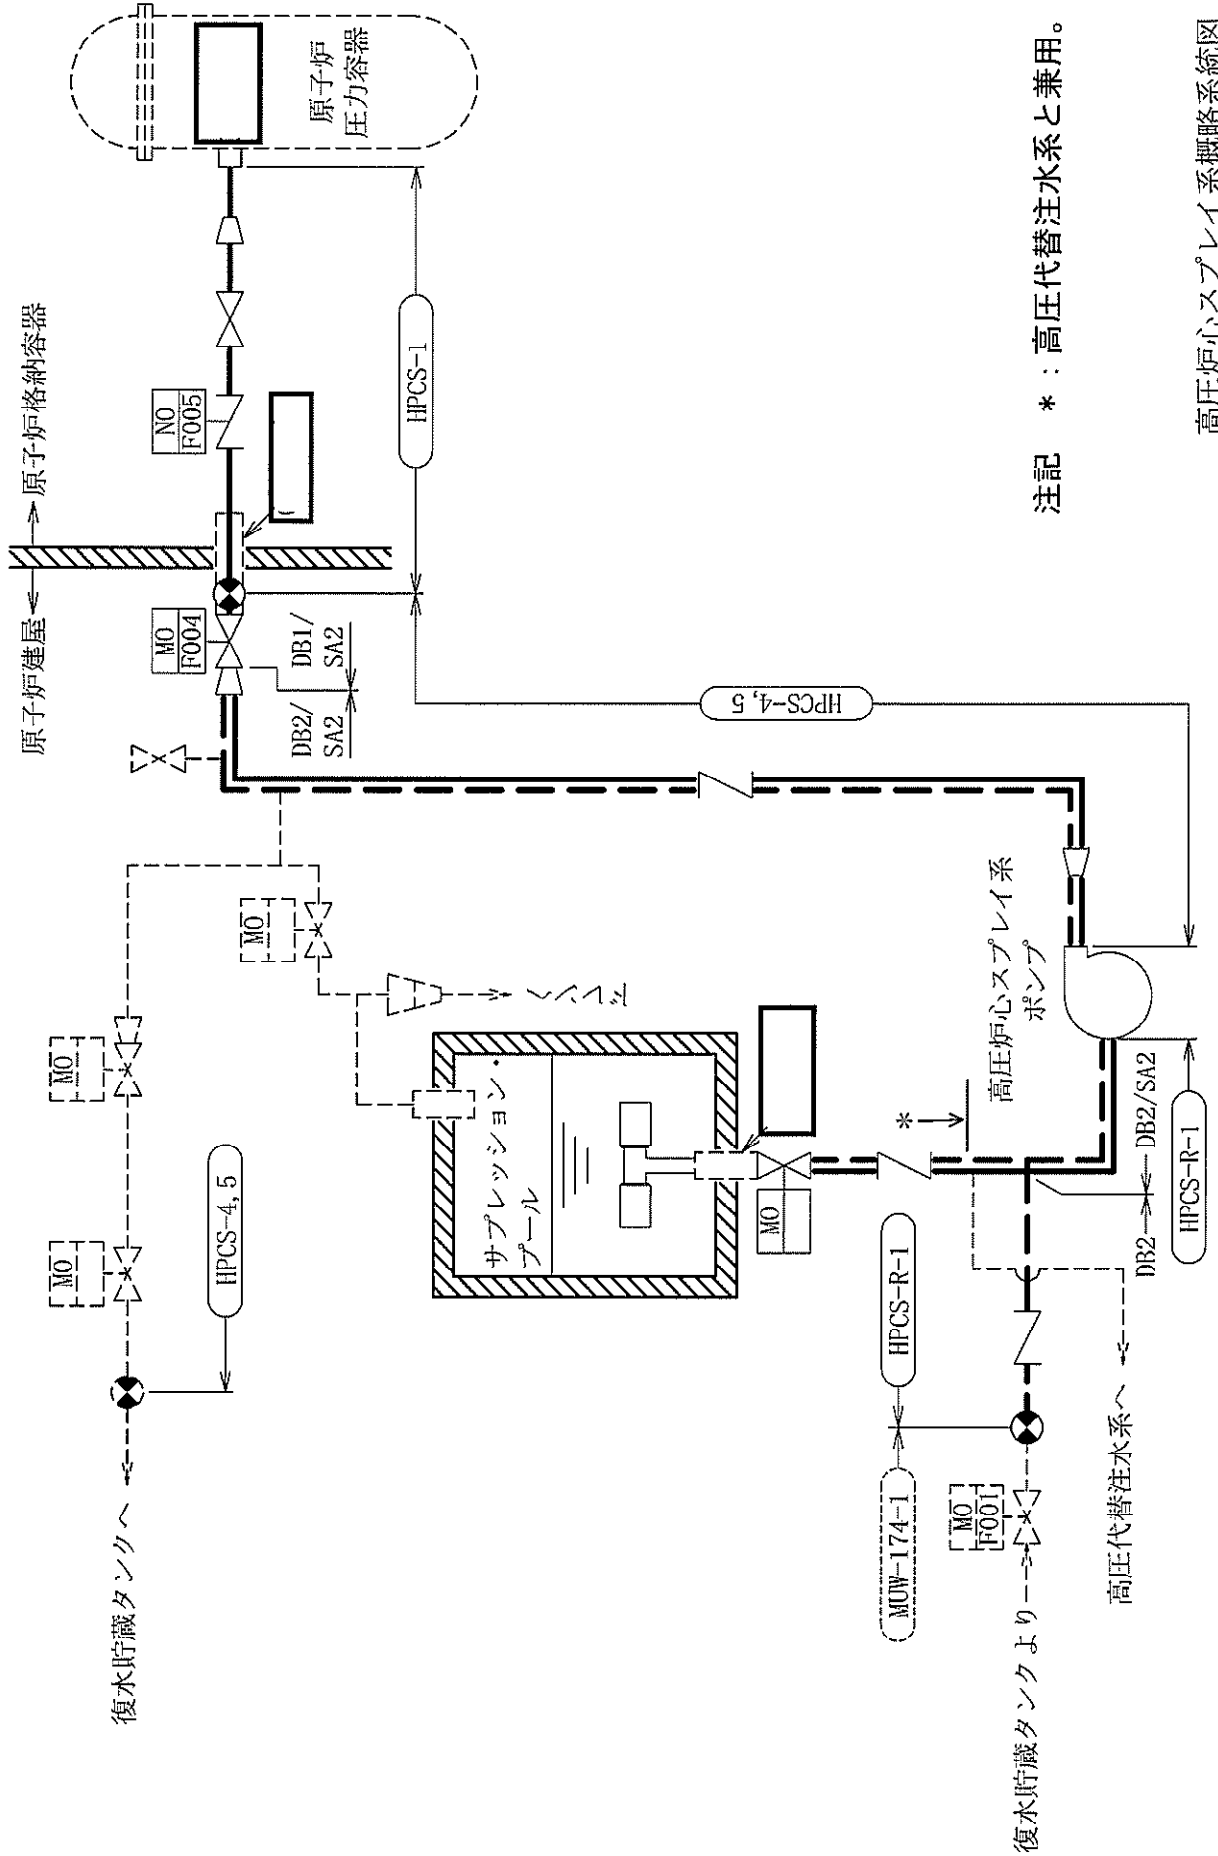 原子炉建屋
原子炉格納容器
原子炉
圧力容器
NO
F005
MO
F004
HPCS-1
DB2/
SA2
DB1/
SA2
HPCS-4,5
MO
MO
MO
HPCS-4,5
復水貯蔵タンクへ
サプレッション・
プール
MO
*
高圧炉心スプレイ系
ポンプ
HPCS-R-1
DB2
DB2/SA2
HPCS-R-1
MUW-174-1
MO
F001
復水貯蔵タンクより
高圧代替注水系へ
注記 *:高圧代替注水系と兼用。
高圧炉心スプレイ系概略系統図